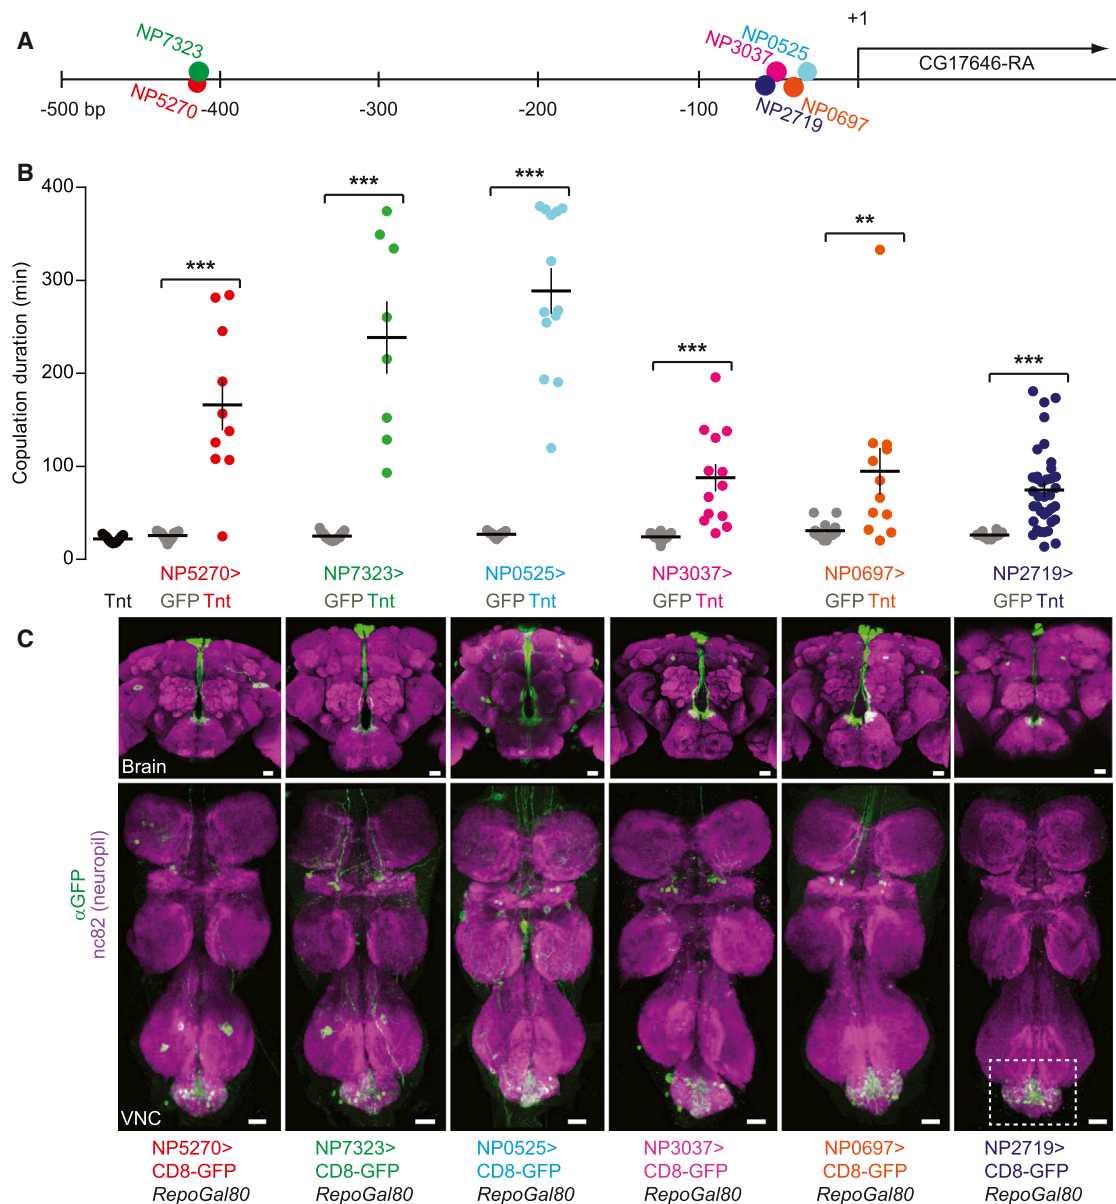 A
+1
NP7323
NP0525
NP3037
CG17646-RA
NP5270
NP2719
NP0697
-500 bp
-400
-300
-200
-100
B
Copulation duration (min)
400
300
200
100
0
***
***
***
***
**
***
NP5270>
NP7323>
NP0525>
NP3037>
NP0697>
NP2719>
Tnt
GFP Tnt
GFP Tnt
GFP Tnt
GFP Tnt
GFP Tnt
GFP Tnt
C
Brain
αGFP
nc82 (neuropil)
VNC
NP5270>
CD8-GFP
RepoGal80
NP7323>
CD8-GFP
RepoGal80
NP0525>
CD8-GFP
RepoGal80
NP3037>
CD8-GFP
RepoGal80
NP0697>
CD8-GFP
RepoGal80
NP2719>
CD8-GFP
RepoGal80